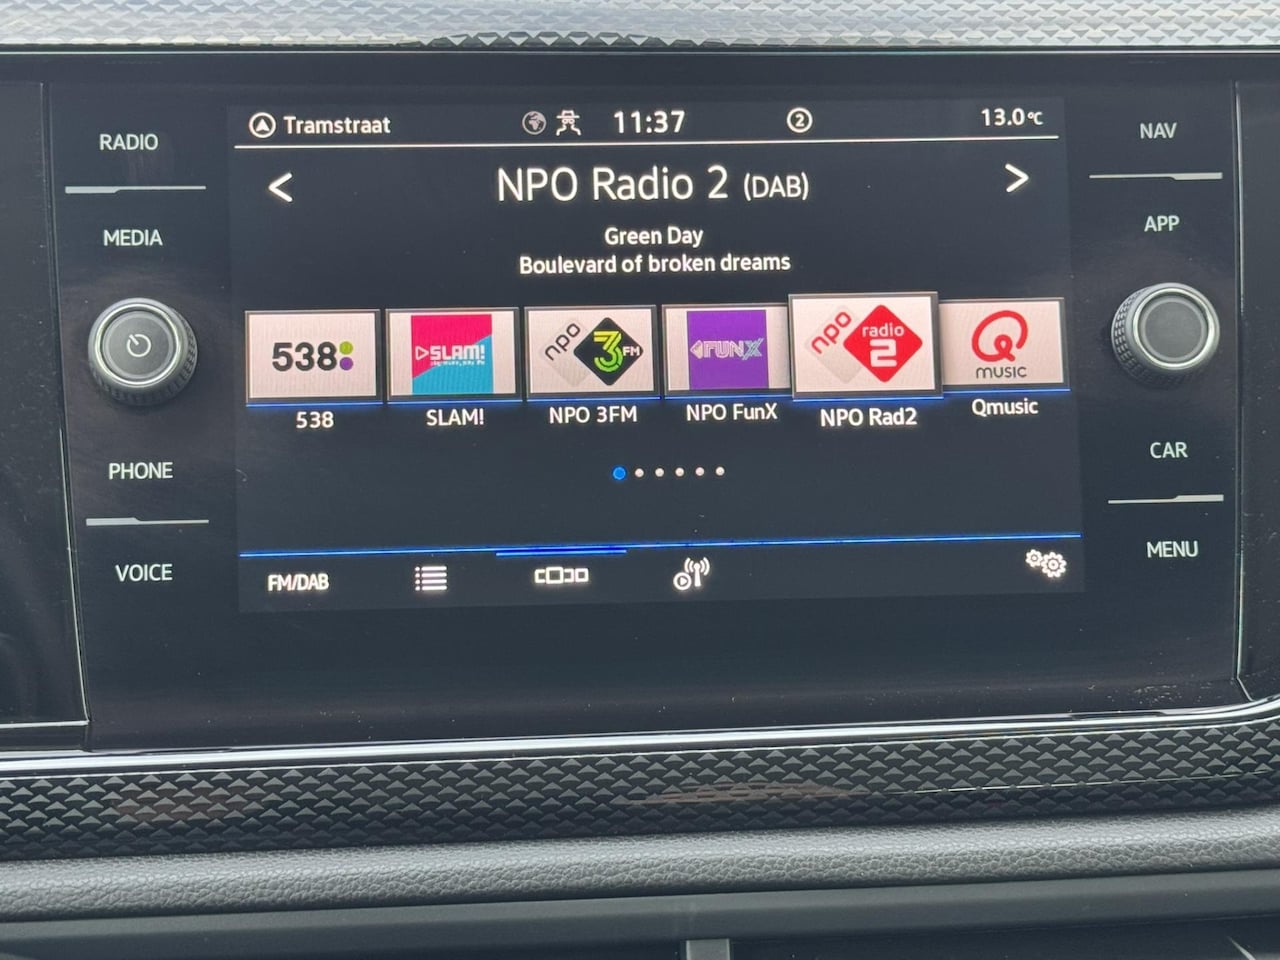 RADIO
MEDIA
PHONE
VOICE
Tramstraat
11:37
2
13.0°C
NPO Radio 2 (DAB)
Green Day
Boulevard of broken dreams
538
SLAM!
npo 3FM
FUNX
npo radio 2
Q MUSIC
538
SLAM!
NPO 3FM
NPO FunX
NPO Rad2
Qmusic
FM/DAB
NAV
APP
CAR
MENU